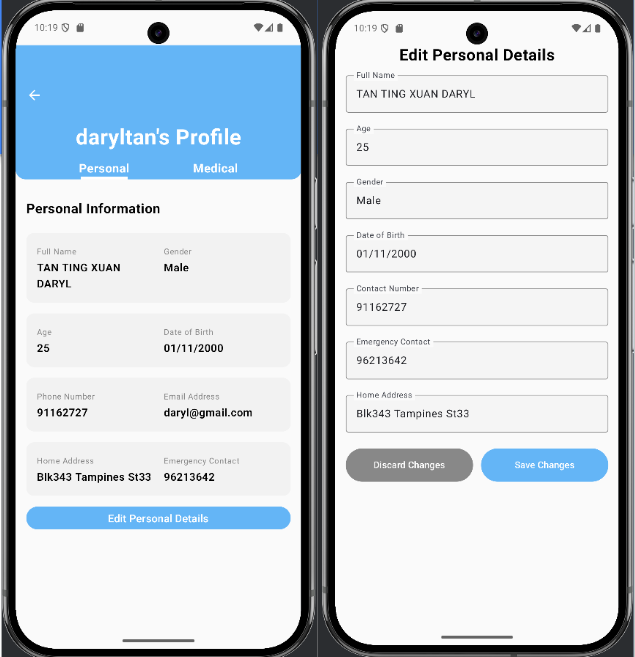 10:19
daryltan's Profile
Personal Medical
Personal Information
Full Name Gender
TAN TING XUAN Male
DARYL
Age Date of Birth
25 01/11/2000
Phone Number Email Address
91162727 daryl@gmail.com
Home Address Emergency Contact
Blk343 Tampines St33 96213642
Edit Personal Details
10:19
Edit Personal Details
Full Name
TAN TING XUAN DARYL
Age
25
Gender
Male
Date of Birth
01/11/2000
Contact Number
91162727
Emergency Contact
96213642
Home Address
Blk343 Tampines St33
Discard Changes Save Changes